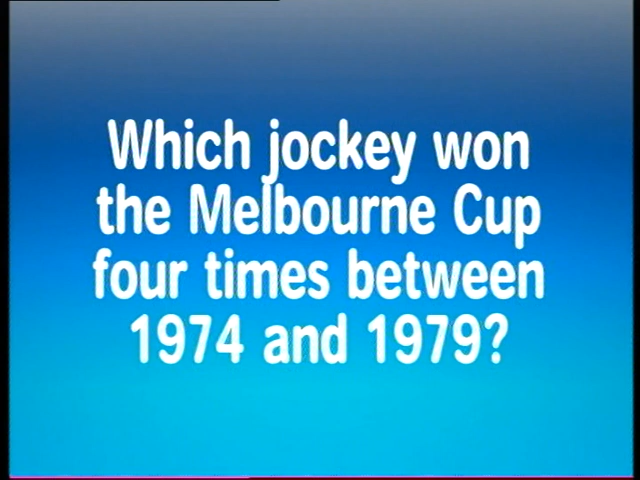 Which jockey won
the Melbourne Cup
four times between
1974 and 1979?